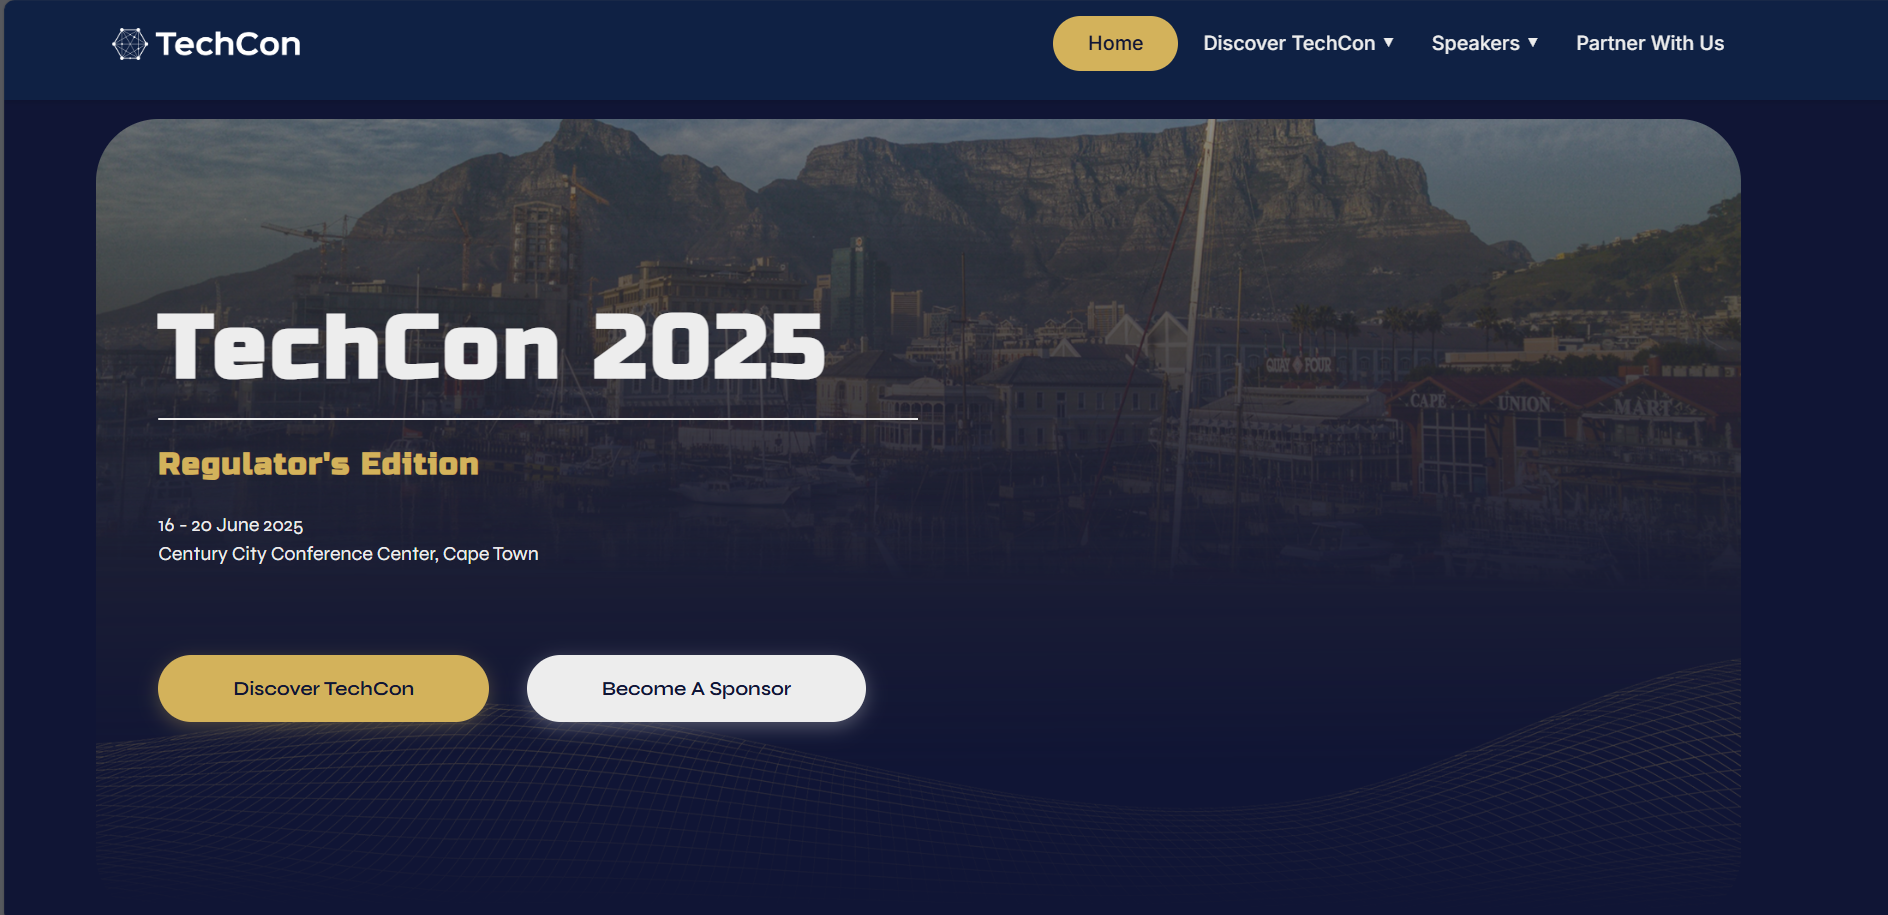 TechCon
Home
Discover TechCon ▼
Speakers ▼
Partner With Us
TechCon 2025
QUAY FOUR
CAPE UNION MART
Regulator's Edition
16 - 20 June 2025
Century City Conference Center, Cape Town
Discover TechCon
Become A Sponsor